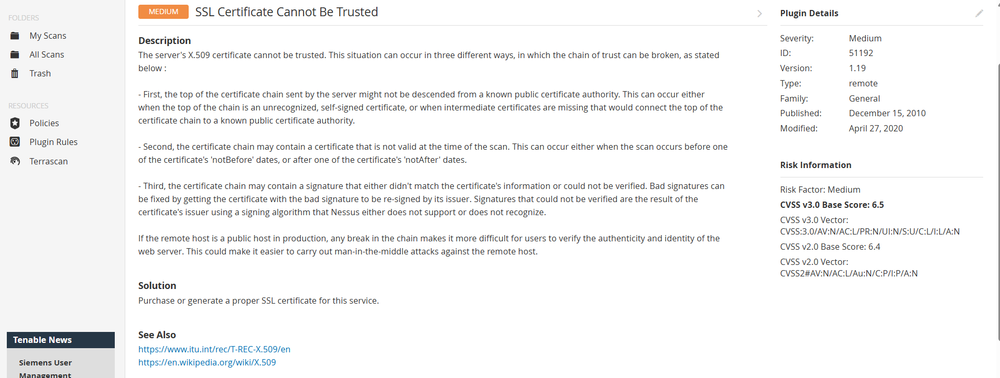 FOLDERS
My Scans
All Scans
Trash
RESOURCES
Policies
Plugin Rules
Terrascan
Tenable News
Siemens User
Management
MEDIUM SSL Certificate Cannot Be Trusted
Description
The server's X.509 certificate cannot be trusted. This situation can occur in three different ways, in which the chain of trust can be broken, as stated
below :
- First, the top of the certificate chain sent by the server might not be descended from a known public certificate authority. This can occur either
when the top of the chain is an unrecognized, self-signed certificate, or when intermediate certificates are missing that would connect the top of the
certificate chain to a known public certificate authority.
- Second, the certificate chain may contain a certificate that is not valid at the time of the scan. This can occur either when the scan occurs before one
of the certificate's 'notBefore' dates, or after one of the certificate's 'notAfter' dates.
- Third, the certificate chain may contain a signature that either didn't match the certificate's information or could not be verified. Bad signatures can
be fixed by getting the certificate with the bad signature to be re-signed by its issuer. Signatures that could not be verified are the result of the
certificate's issuer using a signing algorithm that Nessus either does not support or does not recognize.
If the remote host is a public host in production, any break in the chain makes it more difficult for users to verify the authenticity and identity of the
web server. This could make it easier to carry out man-in-the-middle attacks against the remote host.
Solution
Purchase or generate a proper SSL certificate for this service.
See Also
https://www.itu.int/rec/T-REC-X.509/en
https://en.wikipedia.org/wiki/X.509
Plugin Details
Severity: Medium
ID: 51192
Version: 1.19
Type: remote
Family: General
Published: December 15, 2010
Modified: April 27, 2020
Risk Information
Risk Factor: Medium
CVSS v3.0 Base Score: 6.5
CVSS v3.0 Vector:
CVSS:3.0/AV:N/AC:L/PR:N/UI:N/S:U/C:L/I:L/A:N
CVSS v2.0 Base Score: 6.4
CVSS v2.0 Vector:
CVSS2#AV:N/AC:L/Au:N/C:P/I:P/A:N